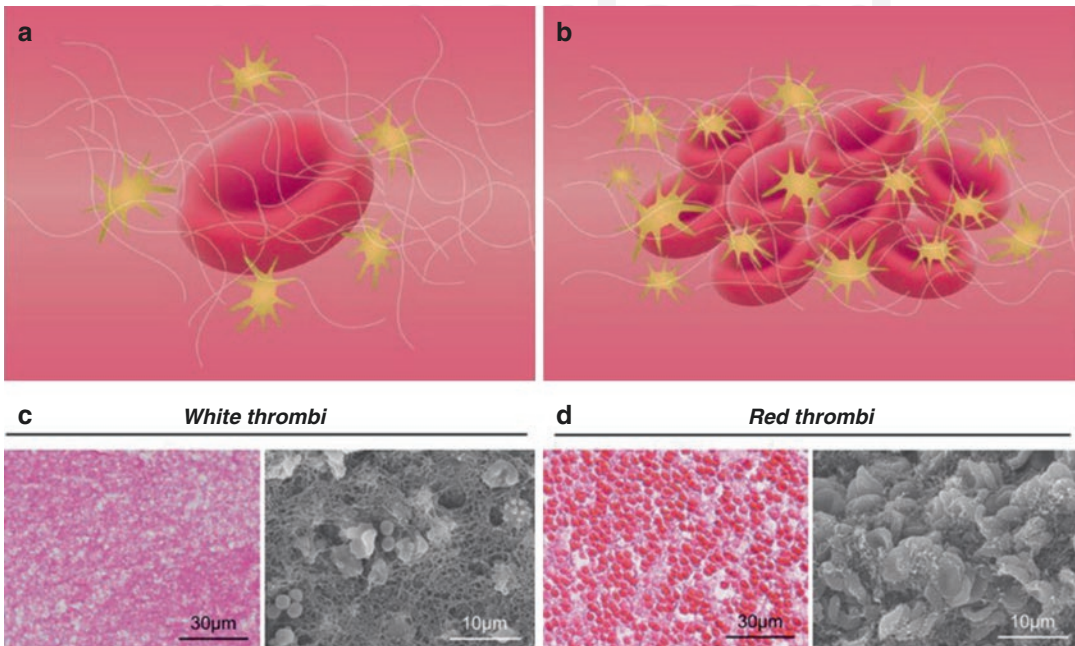 a
b
c
White thrombi
d
Red thrombi
30µm
10µm
30µm
10µm